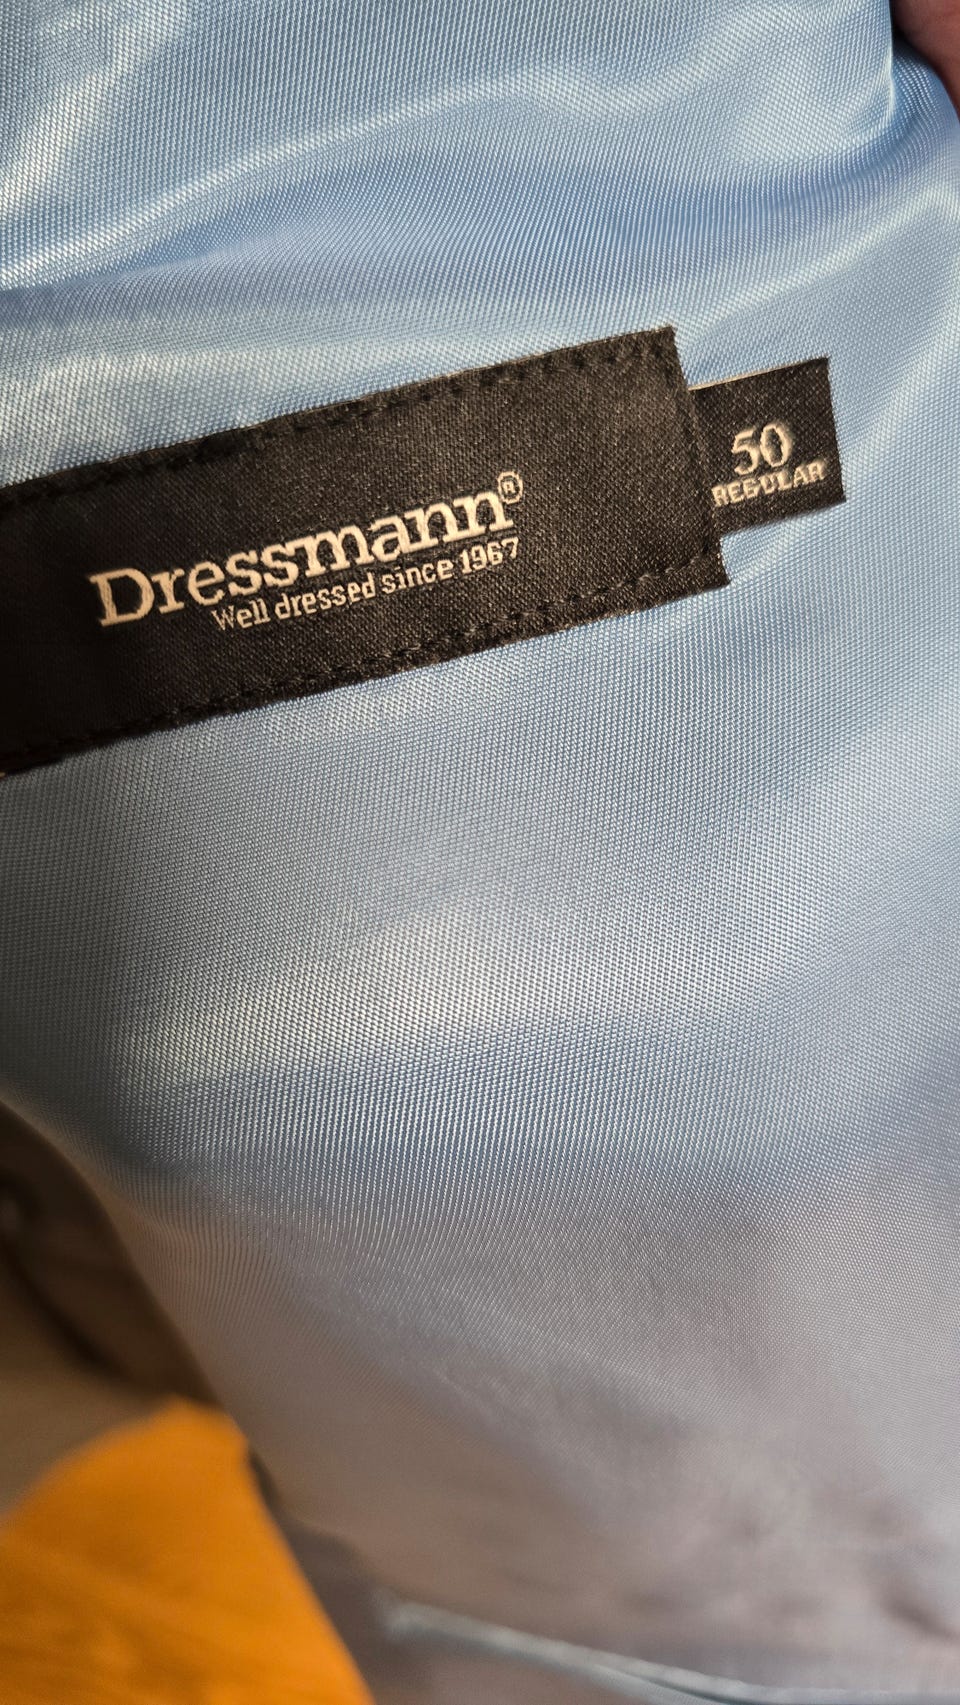 Dressmann®
Well dressed since 1967
50
REGULAR